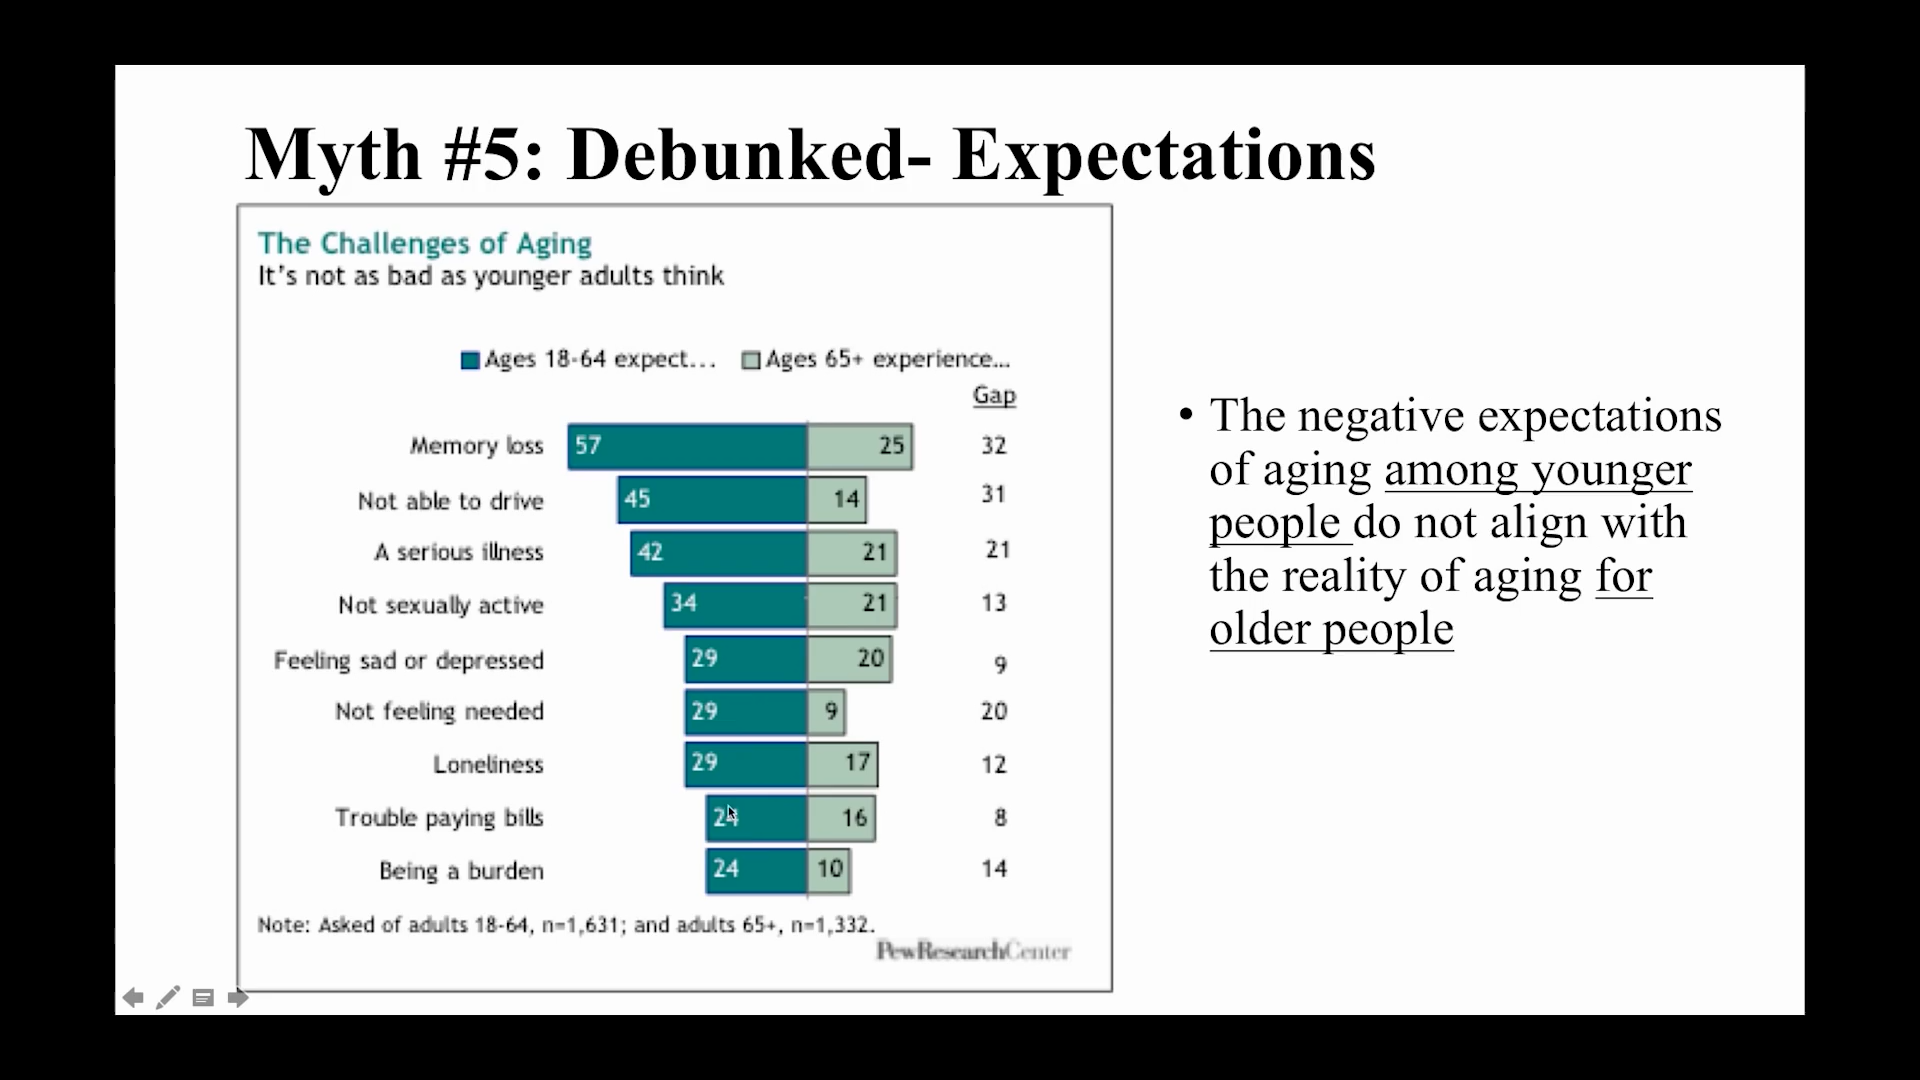 Myth #5: Debunked- Expectations
The Challenges of Aging
It's not as bad as younger adults think
Ages 18-64 expect... Ages 65+ experience...
Gap
Memory loss 57 25 32
Not able to drive 45 14 31
A serious illness 42 21 21
Not sexually active 34 21 13
Feeling sad or depressed 29 20 9
Not feeling needed 29 9 20
Loneliness 29 17 12
Trouble paying bills 24 16 8
Being a burden 24 10 14
Note: Asked of adults 18-64, n=1,631; and adults 65+, n=1,332.
PewResearchCenter
• The negative expectations
of aging among younger
people do not align with
the reality of aging for
older people